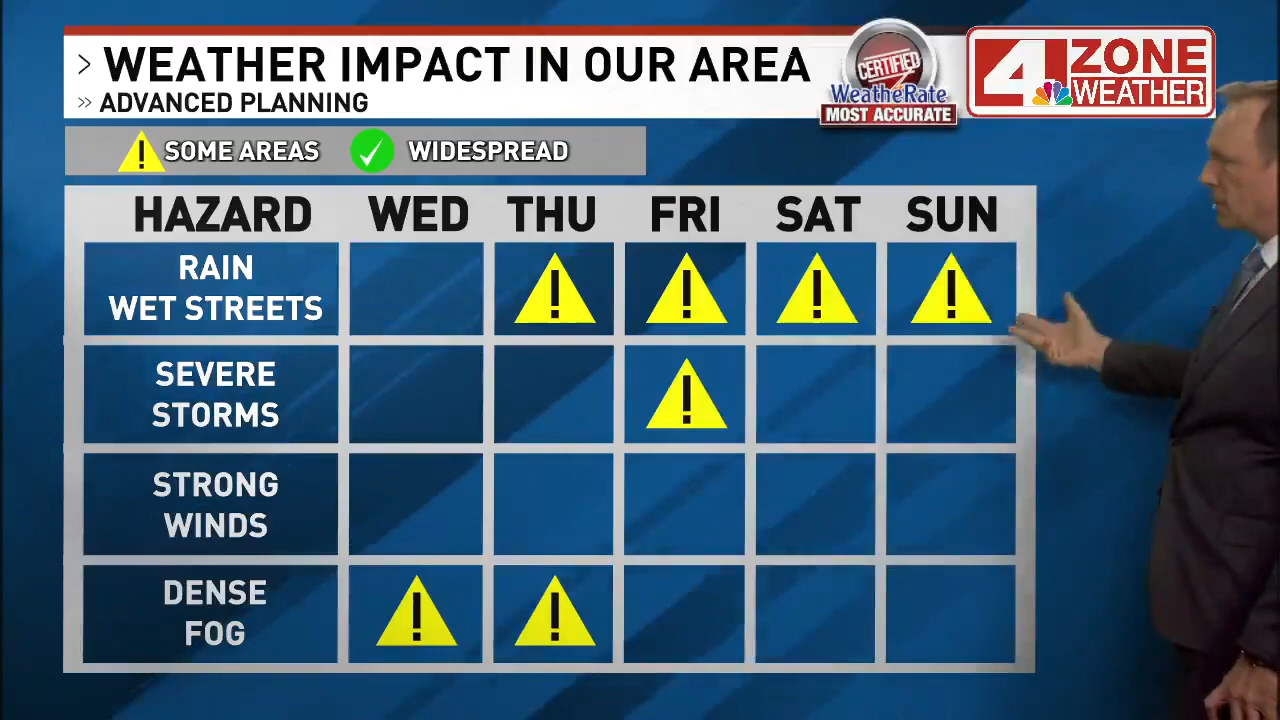 > WEATHER IMPACT IN OUR AREA
» ADVANCED PLANNING
CERTIFIED
WeatheRate
MOST ACCURATE
4 ZONE
WEATHER
! SOME AREAS ✓ WIDESPREAD
HAZARD WED THU FRI SAT SUN
RAIN
WET STREETS ! ! ! !
SEVERE
STORMS !
STRONG
WINDS
DENSE
FOG ! !